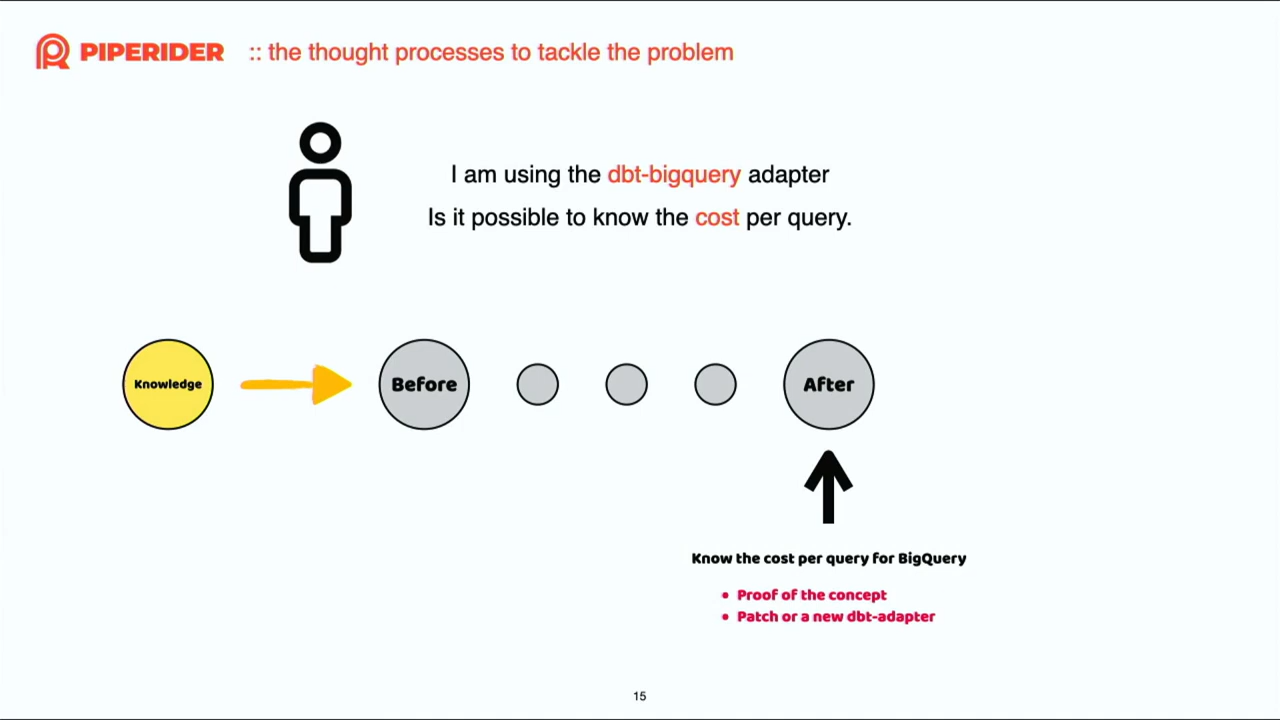 PIPERIDER :: the thought processes to tackle the problem
I am using the dbt-bigquery adapter
Is it possible to know the cost per query.
Knowledge
Before
After
Know the cost per query for BigQuery
• Proof of the concept
• Patch or a new dbt-adapter
15